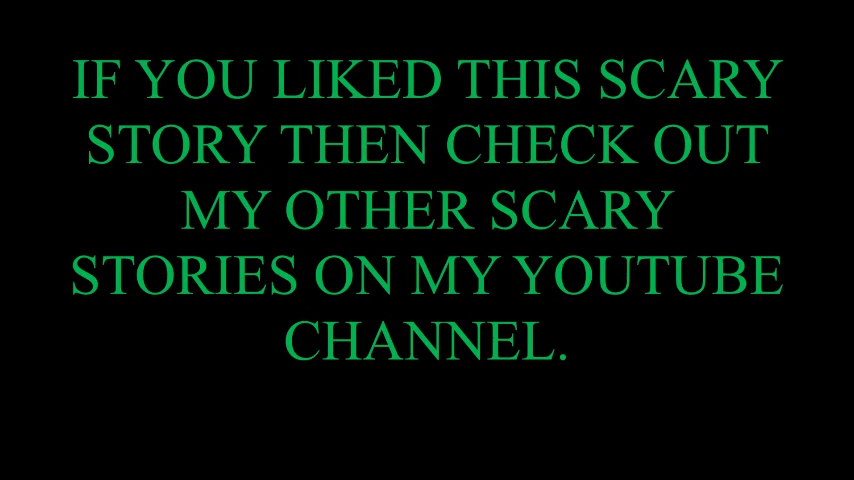 IF YOU LIKED THIS SCARY
STORY THEN CHECK OUT
MY OTHER SCARY
STORIES ON MY YOUTUBE
CHANNEL.